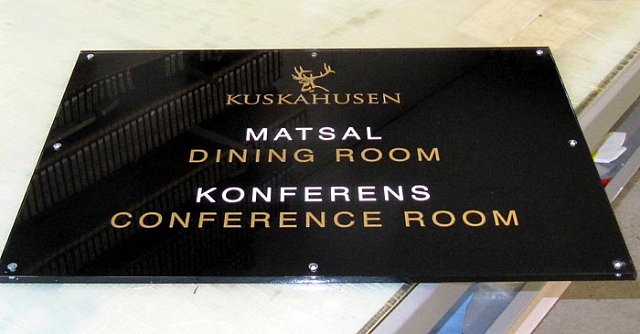 KUSKAHUSEN
MATSAL
DINING ROOM
KONFERENS
CONFERENCE ROOM